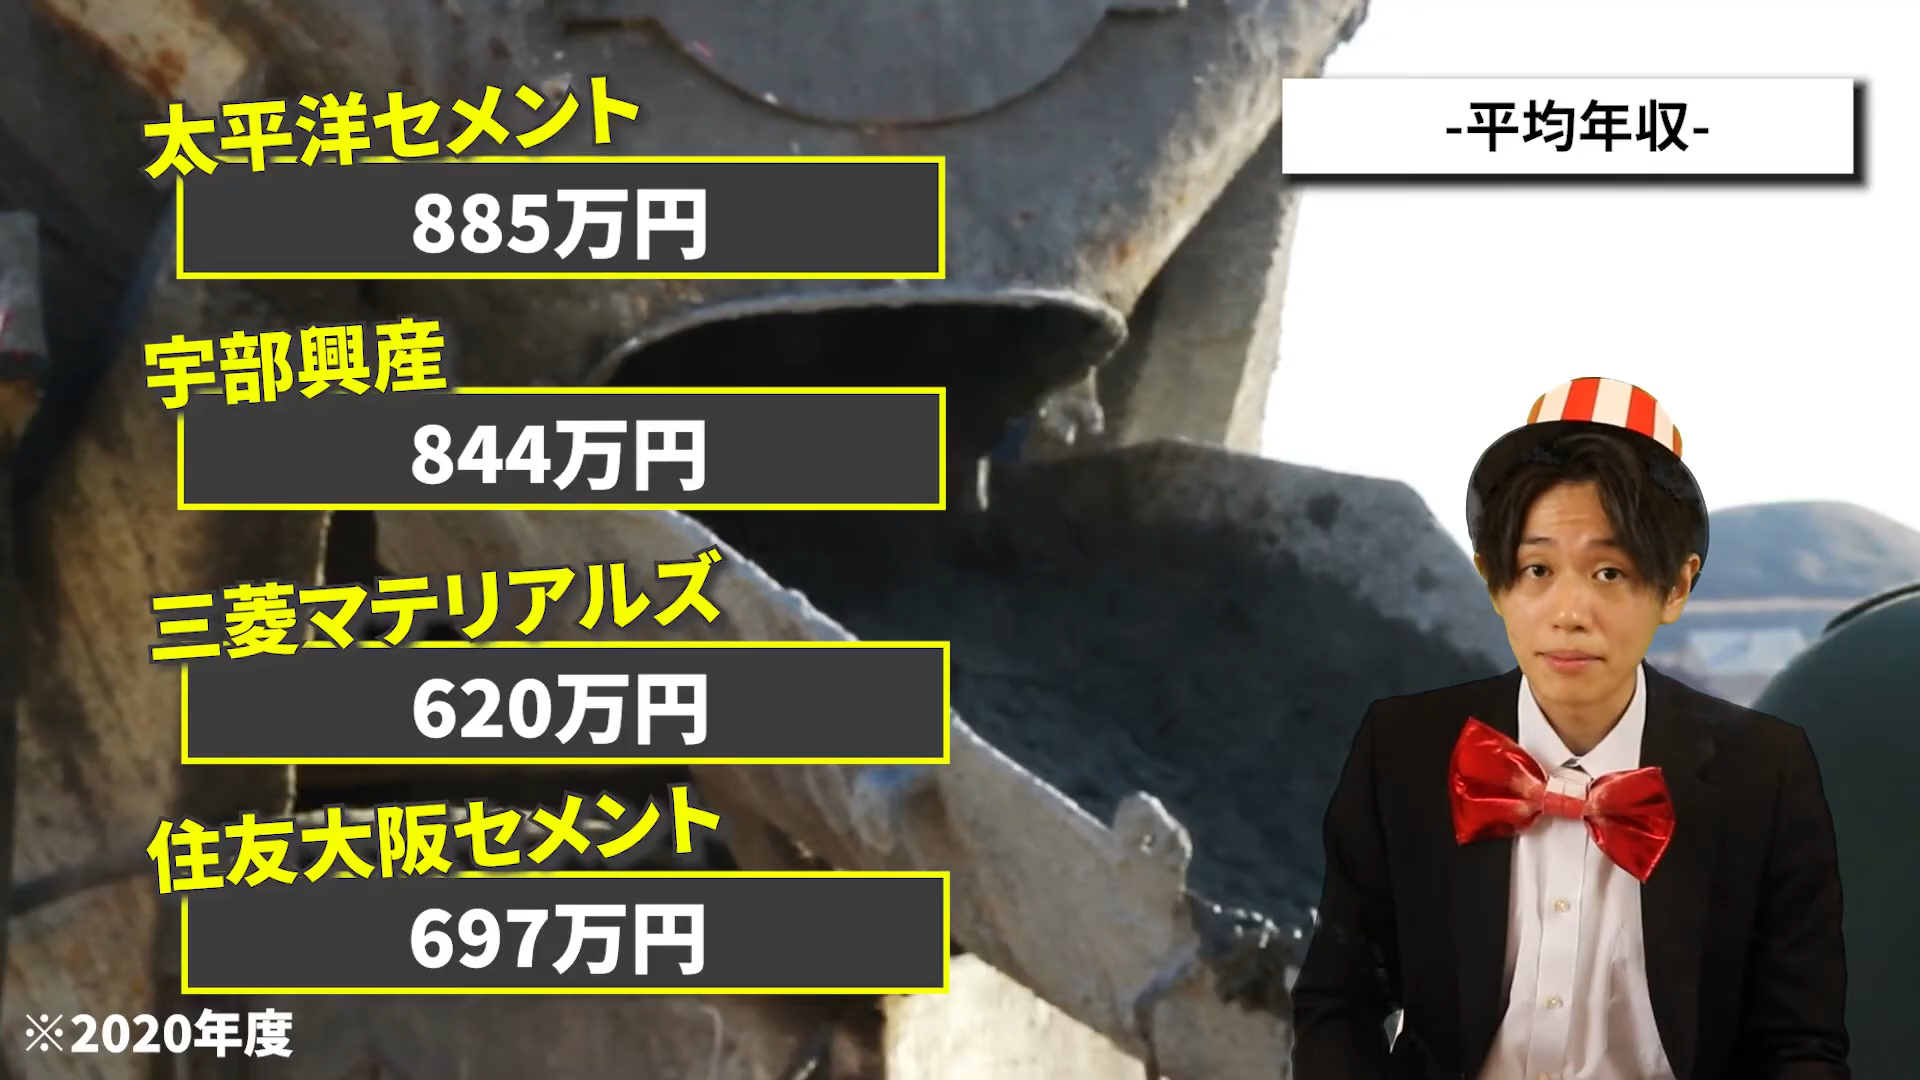 太平洋セメント
885万円
宇部興産
844万円
三菱マテリアルズ
620万円
住友大阪セメント
697万円
※2020年度
-平均年収-